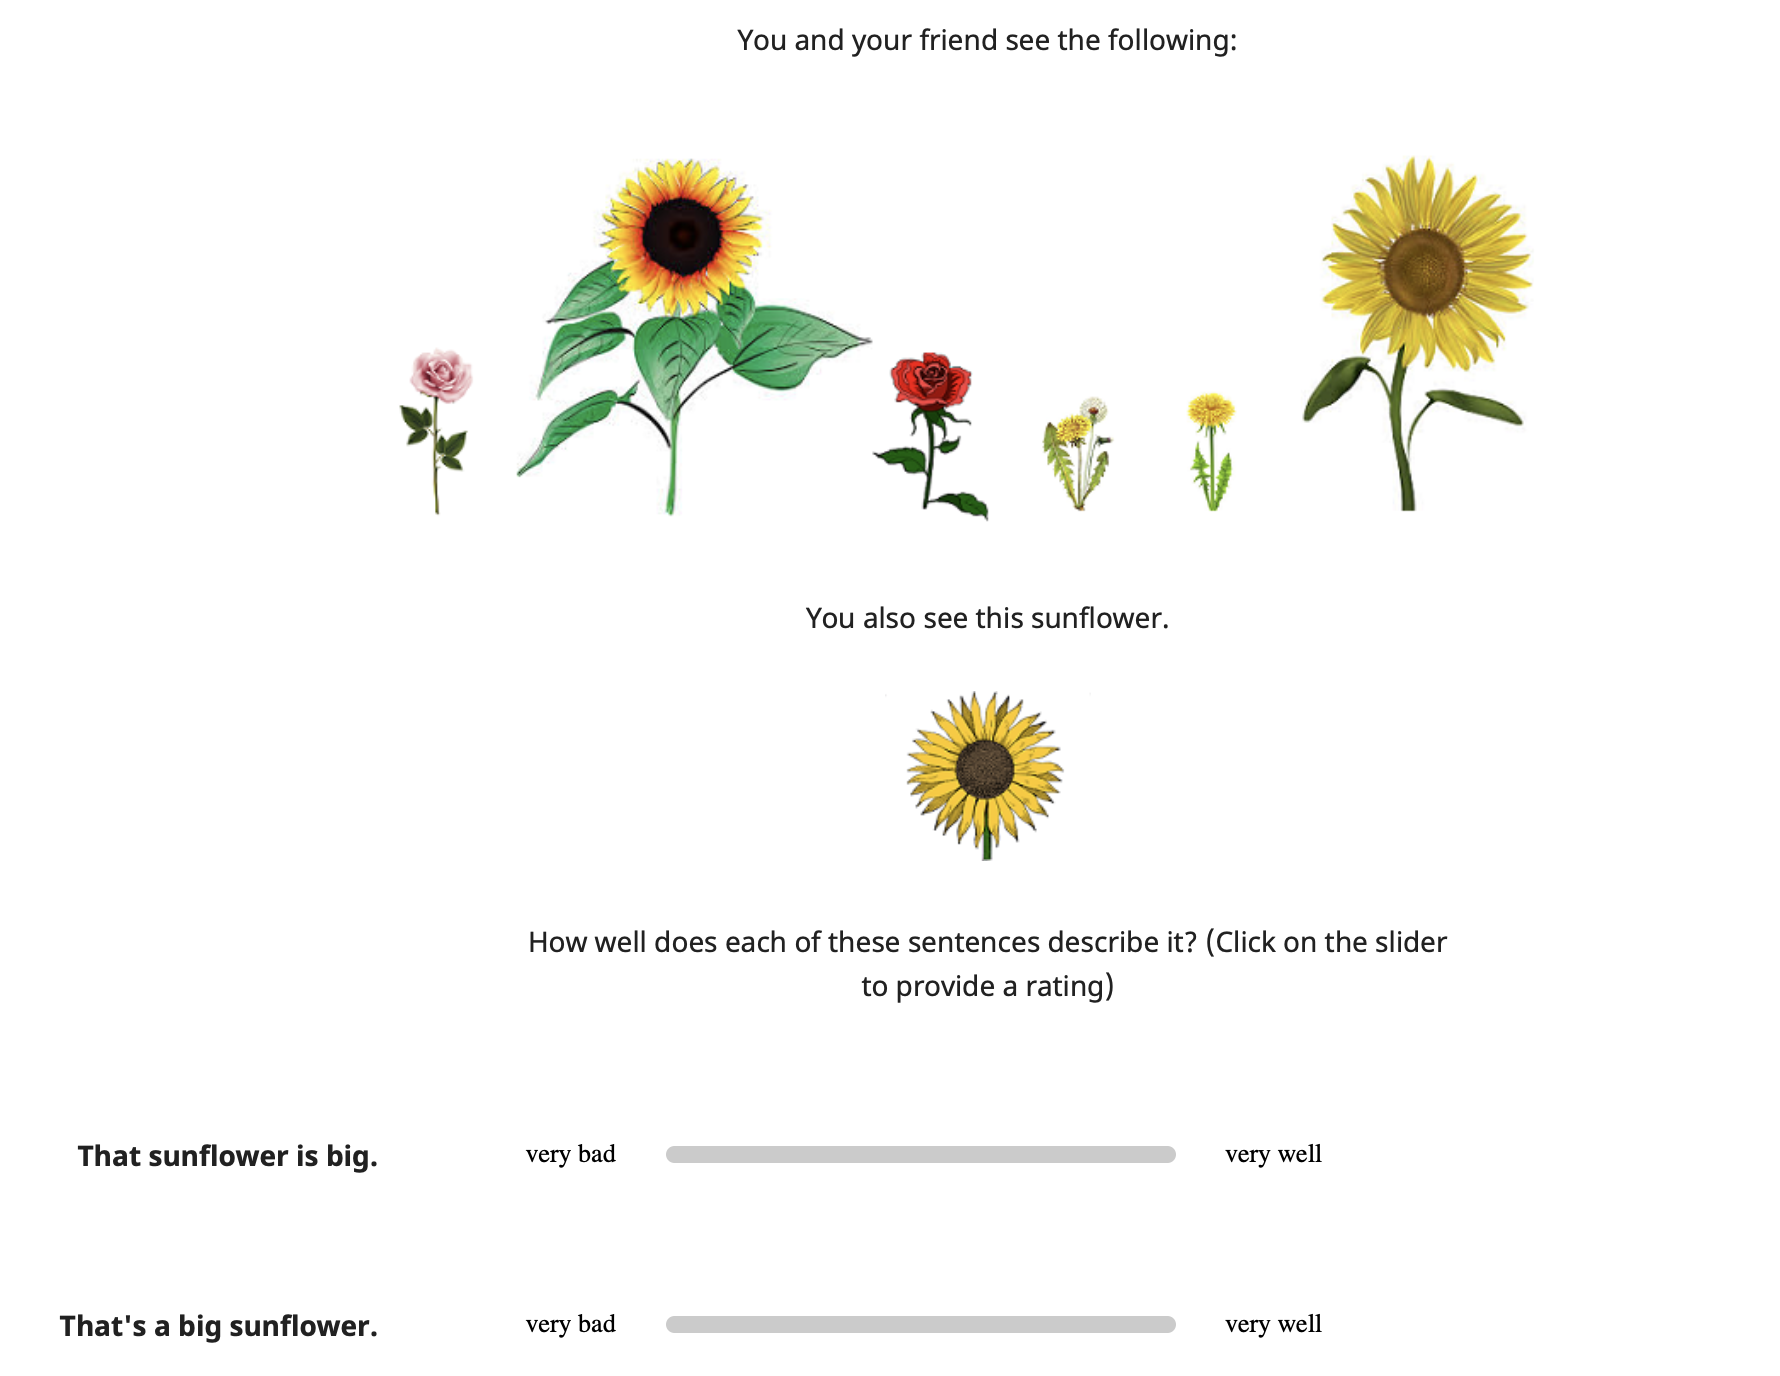 You and your friend see the following:
You also see this sunflower.
How well does each of these sentences describe it? (Click on the slider
to provide a rating)
That sunflower is big. very bad very well
That's a big sunflower. very bad very well